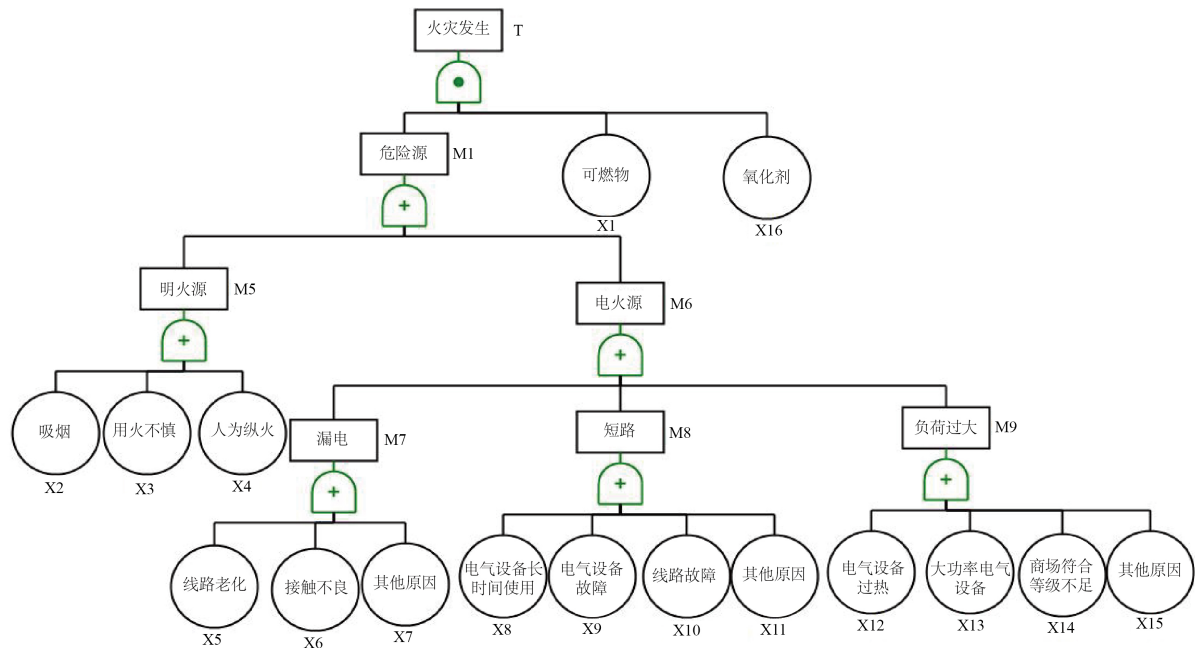 火灾发生
T
危险源
M1
可燃物
X1
氧化剂
X16
明火源
M5
电火源
M6
吸烟
X2
用火不慎
X3
人为纵火
X4
漏电
M7
短路
M8
负荷过大
M9
线路老化
X5
接触不良
X6
其他原因
X7
电气设备长
时间使用
X8
电气设备
故障
X9
线路故障
X10
其他原因
X11
电气设备
过热
X12
大功率电气
设备
X13
商场符合
等级不足
X14
其他原因
X15